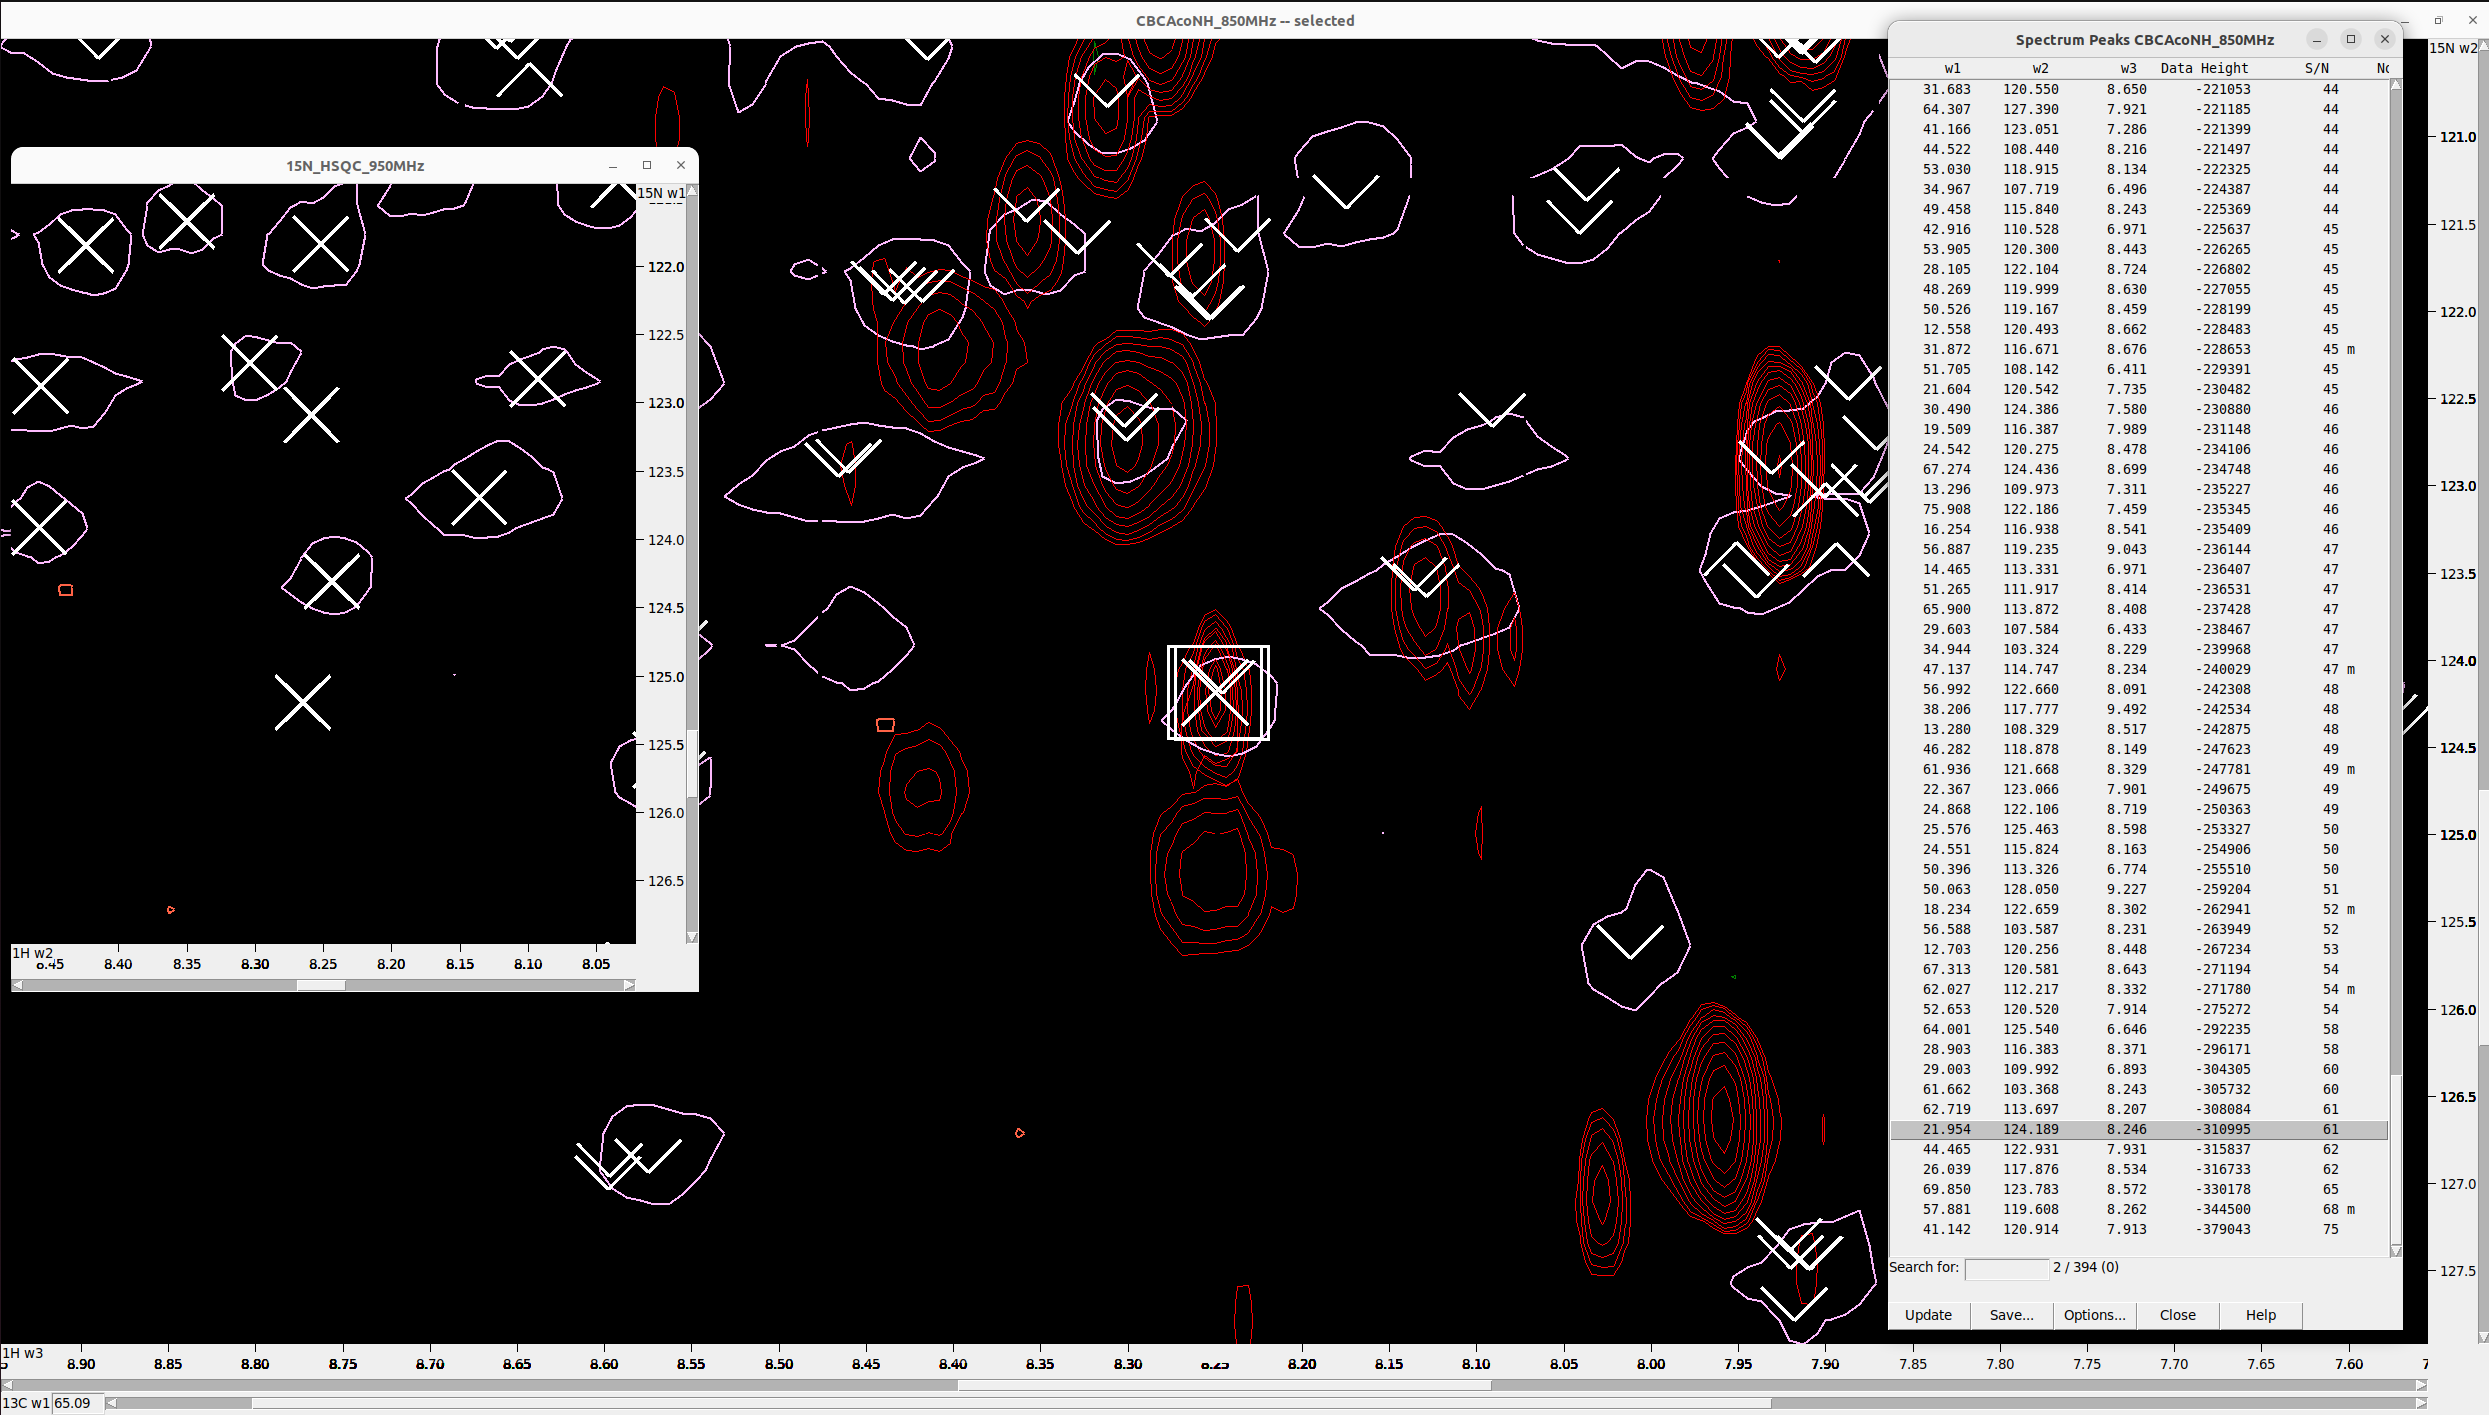 CBCAcoNH_850MHz -- selected
15N w2
121.0
121.5
122.0
122.5
123.0
123.5
124.0
124.5
125.0
125.5
126.0
126.5
127.0
127.5
15N_HSQC_950MHz
15N w1
122.0
122.5
123.0
123.5
124.0
124.5
125.0
125.5
126.0
126.5
1H w2
8.45 8.40 8.35 8.30 8.25 8.20 8.15 8.10 8.05
Spectrum Peaks CBCAcoNH_850MHz
w1 w2 w3 Data Height S/N
31.683 120.550 8.650 -221053 44
64.307 127.390 7.921 -221185 44
41.166 123.051 7.286 -221399 44
44.522 108.440 8.216 -221497 44
53.030 118.915 8.134 -222325 44
34.967 107.719 6.496 -224387 44
49.458 115.840 8.243 -225369 44
42.916 110.528 6.971 -225637 45
53.905 120.300 8.443 -226265 45
28.105 122.104 8.724 -226802 45
48.269 119.999 8.630 -227055 45
50.526 119.167 8.459 -228199 45
12.558 120.493 8.662 -228483 45
31.872 116.671 8.676 -228653 45 m
51.705 108.142 6.411 -229391 45
21.604 120.542 7.735 -230482 45
30.490 124.386 7.580 -230880 46
19.509 116.387 7.989 -231148 46
24.542 120.275 8.478 -234106 46
67.274 124.436 8.699 -234748 46
13.296 109.973 7.311 -235227 46
75.908 122.186 7.459 -235345 46
16.254 116.938 8.541 -235409 46
56.887 119.235 9.043 -236144 47
14.465 113.331 6.971 -236407 47
51.265 111.917 8.414 -236531 47
65.900 113.872 8.408 -237428 47
29.603 107.584 6.433 -238467 47
34.944 103.324 8.229 -239968 47
47.137 114.747 8.234 -240029 47 m
56.992 122.660 8.091 -242308 48
38.206 117.777 9.492 -242534 48
13.280 108.329 8.517 -242875 48
46.282 118.878 8.149 -247623 49
61.936 121.668 8.329 -247781 49 m
22.367 123.066 7.901 -249675 49
24.868 122.106 8.719 -250363 49
25.576 125.463 8.598 -253327 50
24.551 115.824 8.163 -254906 50
50.396 113.326 6.774 -255510 50
50.063 128.050 9.227 -259204 51
18.234 122.659 8.302 -262941 52 m
56.588 103.587 8.231 -263949 52
12.703 120.256 8.448 -267234 53
67.313 120.581 8.643 -271194 54
62.027 112.217 8.332 -271780 54 m
52.653 120.520 7.914 -275272 54
64.001 125.540 6.646 -292235 58
28.903 116.383 8.371 -296171 58
29.003 109.992 6.893 -304305 60
61.662 103.368 8.243 -305732 60
62.719 113.697 8.207 -308084 61
21.954 124.189 8.246 -310995 61
44.465 122.931 7.931 -315837 62
26.039 117.876 8.534 -316733 62
69.850 123.783 8.572 -330178 65
57.881 119.608 8.262 -344500 68 m
41.142 120.914 7.913 -379043 75
Search for: 2 / 394 (0)
Update Save... Options... Close Help
1H w3
8.90 8.85 8.80 8.75 8.70 8.65 8.60 8.55 8.50 8.45 8.40 8.35 8.30 8.25 8.20 8.15 8.10 8.05 8.00 7.95 7.90 7.85 7.80 7.75 7.70 7.65 7.60
13C w1 65.09